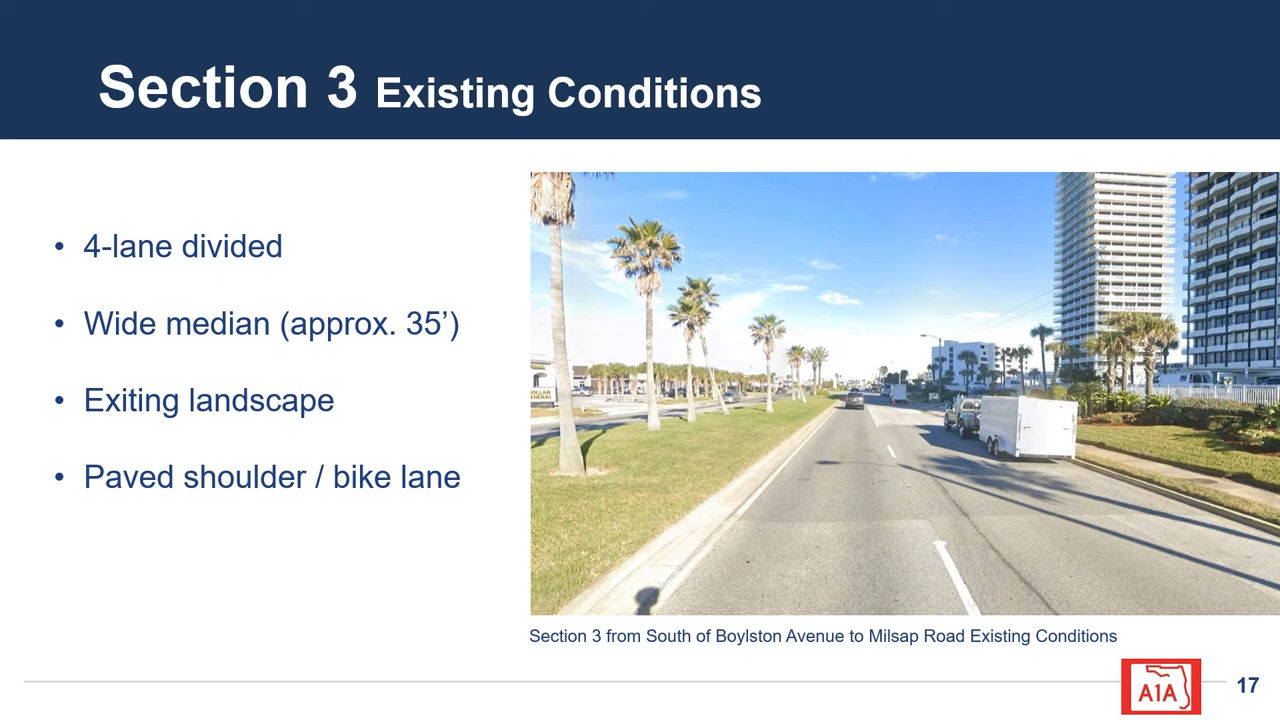 Section 3 Existing Conditions
• 4-lane divided
• Wide median (approx. 35’)
• Exiting landscape
• Paved shoulder / bike lane
Section 3 from South of Boylston Avenue to Milsap Road Existing Conditions
A1A
17